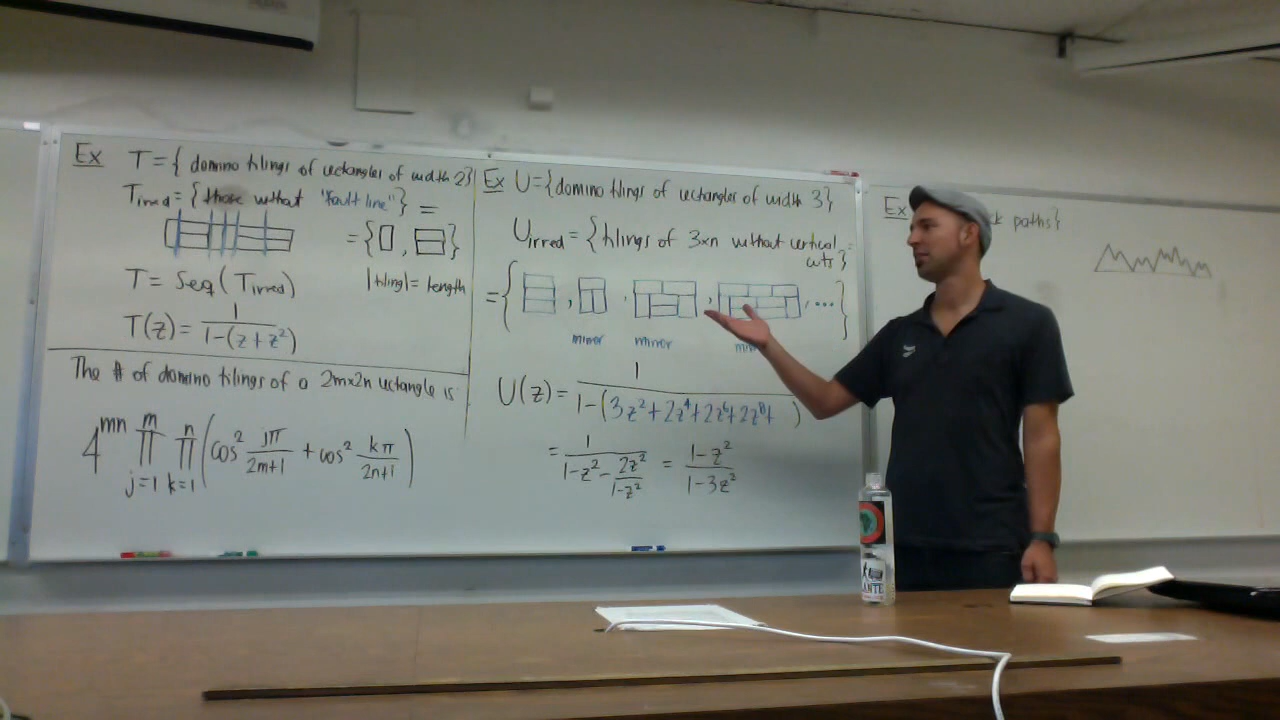 Ex T = { domino tilings of rectangles of width 2}
T_irred = { those without "fault line" } =
= { , }
T = Seq(T_irred)
|tiling| = length
T(z) = 1/(1-(z+z²))
The # of domino tilings of a 2m×2n rectangle is
4^mn ∏_{j=1}^{m} ∏_{k=1}^{n} (cos² jπ/(2m+1) + cos² kπ/(2n+1))
Ex U = {domino tilings of rectangles of width 3}
U_irred = { tilings of 3×n without vertical
cuts } =
= { , , , , ... }
mirror mirror
U(z) = 1/(1-(3z²+2z⁴+2z⁶+2z⁸+ ))
= 1/(1-z²-2z²/(1-z²)) = (1-z²)/(1-3z²)
Ex
paths}
ANTE